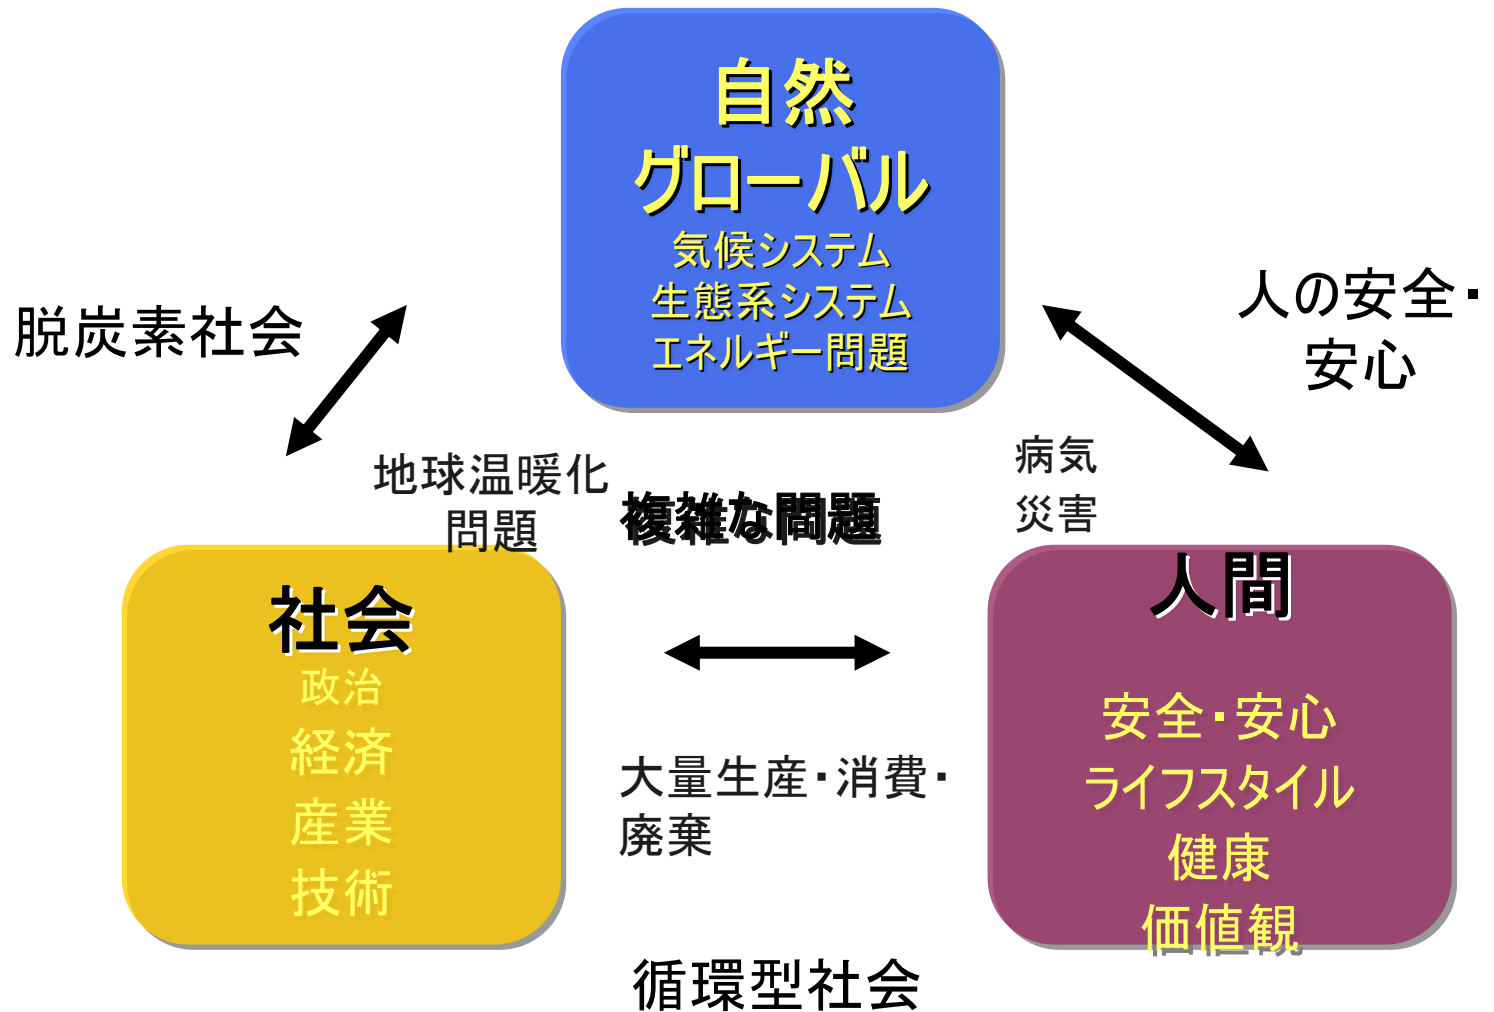 自然
グローバル
気候システム
生態系システム
エネルギー問題
脱炭素社会
人の安全・
安心
地球温暖化
問題
複雑な問題
病気
災害
社会
政治
経済
産業
技術
人間
安全・安心
ライフスタイル
健康
価値観
大量生産・消費・
廃棄
循環型社会